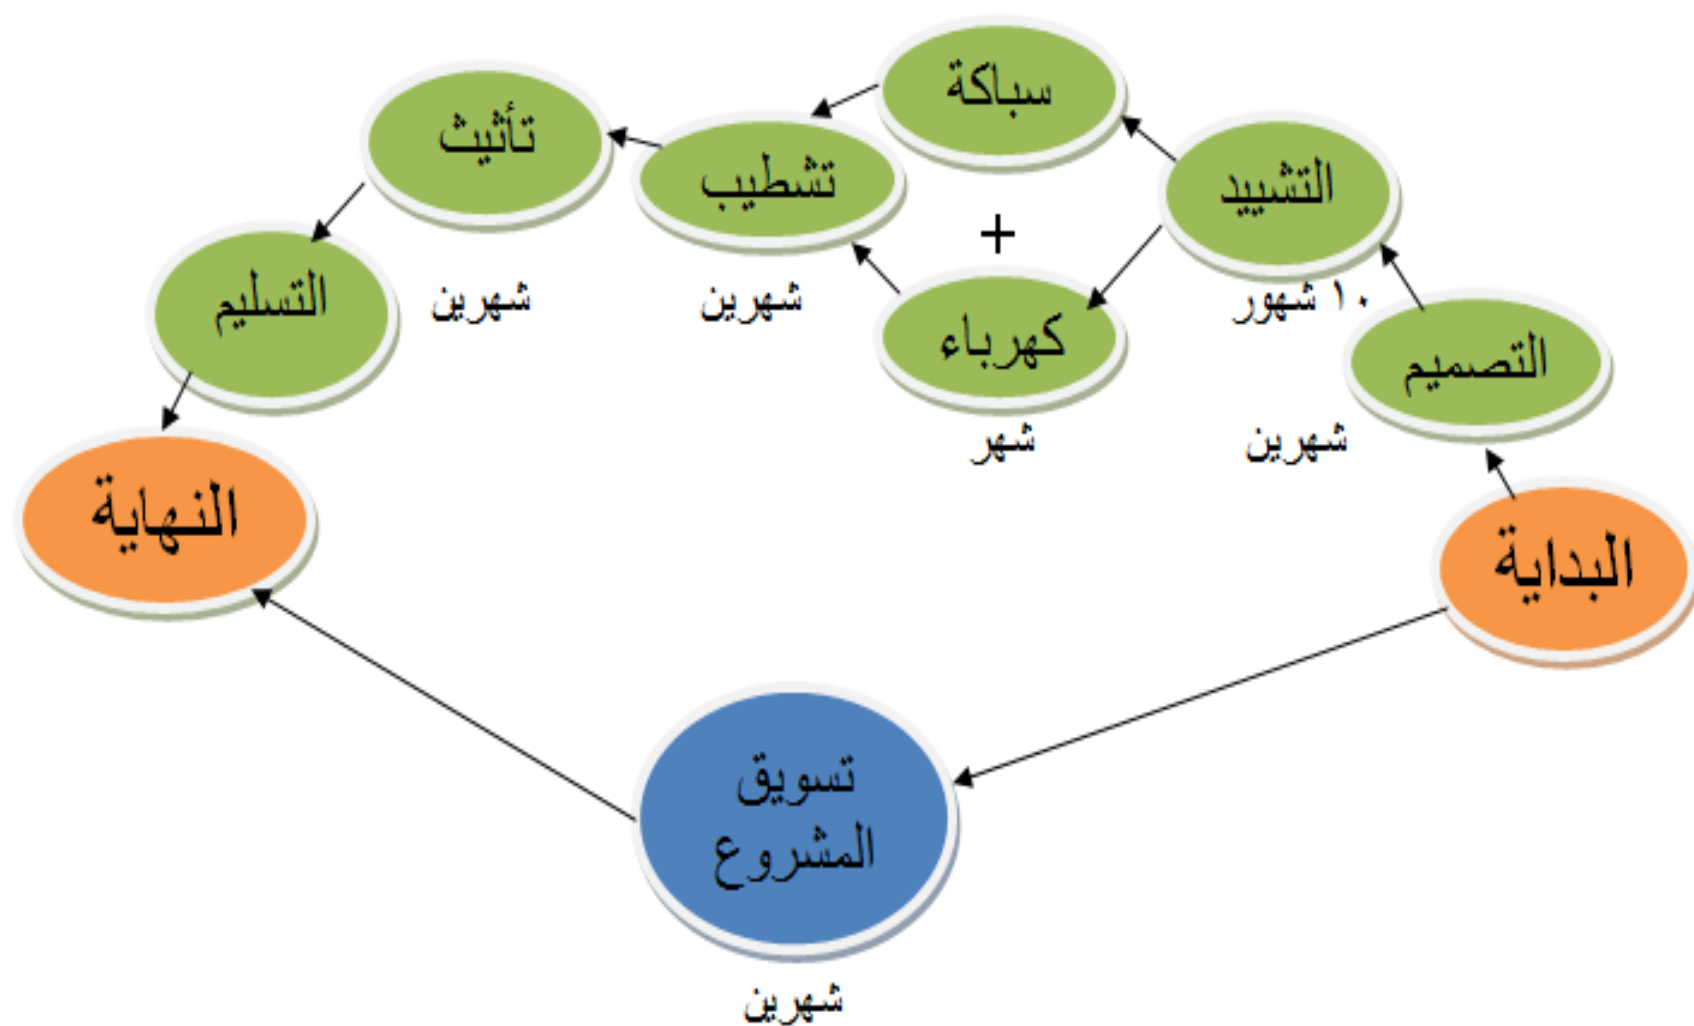 البداية
التصميم
شهرين
التشييد
١٠ شهور
سباكة
+
كهرباء
شهر
تشطيب
شهرين
تأثيث
شهرين
التسليم
النهاية
تسويق
المشروع
شهرين